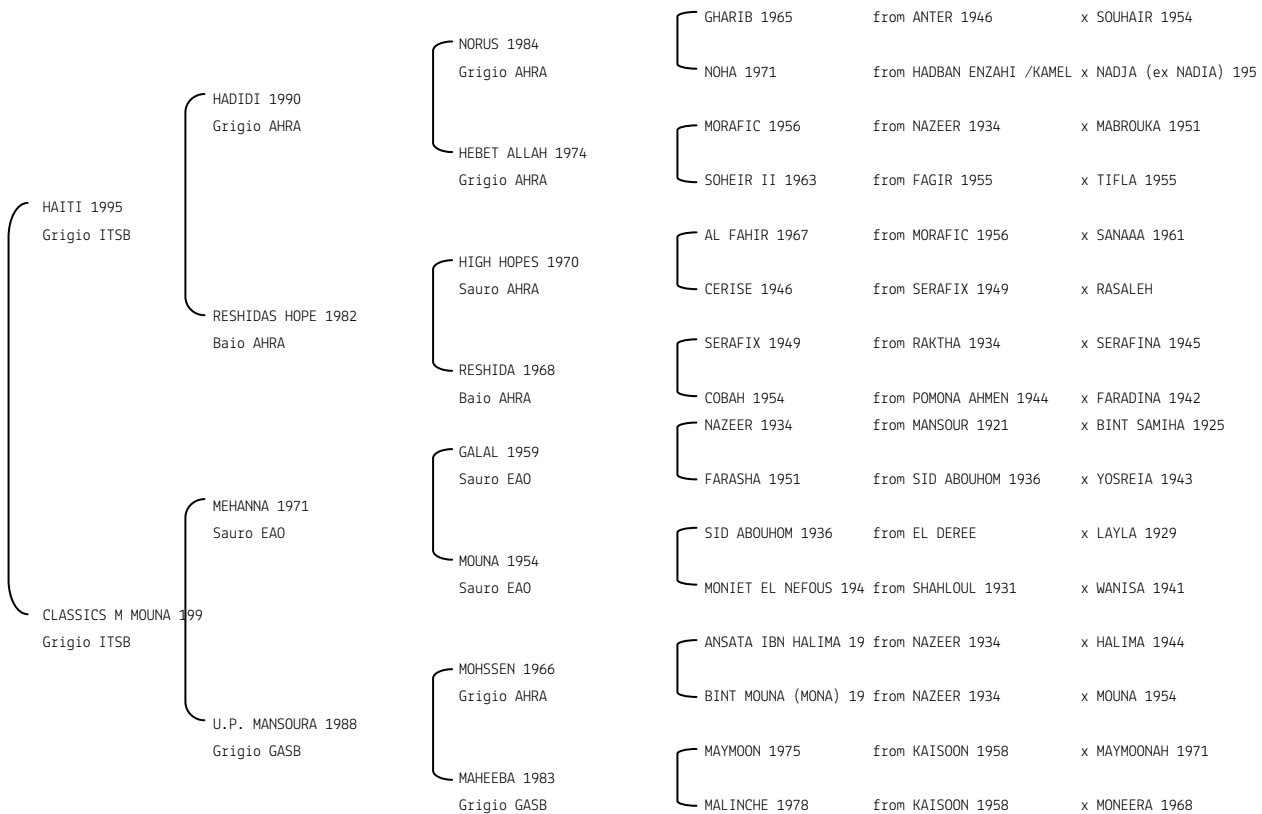 GHARIB 1965 from ANTER 1946 x SOUHAIR 1954
NORUS 1984
Grigio AHRA
NOHA 1971 from HADBAN ENZAHI /KAMEL x NADJA (ex NADIA) 195
HADIDI 1990
Grigio AHRA
MORAFIC 1956 from NAZEER 1934 x MABROUKA 1951
HEBET ALLAH 1974
Grigio AHRA
SOHEIR II 1963 from FAGIR 1955 x TIFLA 1955
HAITI 1995
Grigio ITSB
AL FAHIR 1967 from MORAFIC 1956 x SANAAA 1961
HIGH HOPES 1970
Sauro AHRA
CERISE 1946 from SERAFIX 1949 x RASALEH
RESHIDAS HOPE 1982
Baio AHRA
SERAFIX 1949 from RAKTHA 1934 x SERAFINA 1945
RESHIDA 1968
Baio AHRA
COBAH 1954 from POMONA AHMEN 1944 x FARADINA 1942
NAZEER 1934 from MANSOUR 1921 x BINT SAMIHA 1925
GALAL 1959
Sauro EAO
FARASHA 1951 from SID ABOUHOM 1936 x YOSREIA 1943
MEHANNA 1971
Sauro EAO
SID ABOUHOM 1936 from EL DEREE x LAYLA 1929
MOUNA 1954
Sauro EAO
MONIET EL NEFOUS 194 from SHAHLOUL 1931 x WANISA 1941
CLASSICS M MOUNA 199
Grigio ITSB
ANSATA IBN HALIMA 19 from NAZEER 1934 x HALIMA 1944
MOHSSEN 1966
Grigio AHRA
BINT MOUNA (MONA) 19 from NAZEER 1934 x MOUNA 1954
U.P. MANSOURA 1988
Grigio GASB
MAYMOON 1975 from KAISOON 1958 x MAYMOONAH 1971
MAHEEBA 1983
Grigio GASB
MALINCHE 1978 from KAISOON 1958 x MONEERA 1968